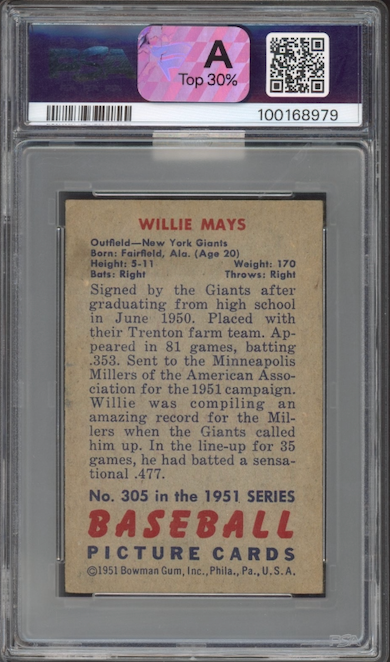 A
Top 30%
100168979
WILLIE MAYS
Outfield—New York Giants
Born: Fairfield, Ala. (Age 20)
Height: 5-11 Weight: 170
Bats: Right Throws: Right
Signed by the Giants after
graduating from high school
in June 1950. Placed with
their Trenton farm team. Ap-
peared in 81 games, batting
.353. Sent to the Minneapolis
Millers of the American Asso-
ciation for the 1951 campaign.
Willie was compiling an
amazing record for the Mil-
lers when the Giants called
him up. In the line-up for 35
games, he had batted a sensa-
tional .477.
No. 305 in the 1951 SERIES
BASEBALL
PICTURE CARDS
©1951 Bowman Gum, Inc., Phila., Pa., U.S.A.